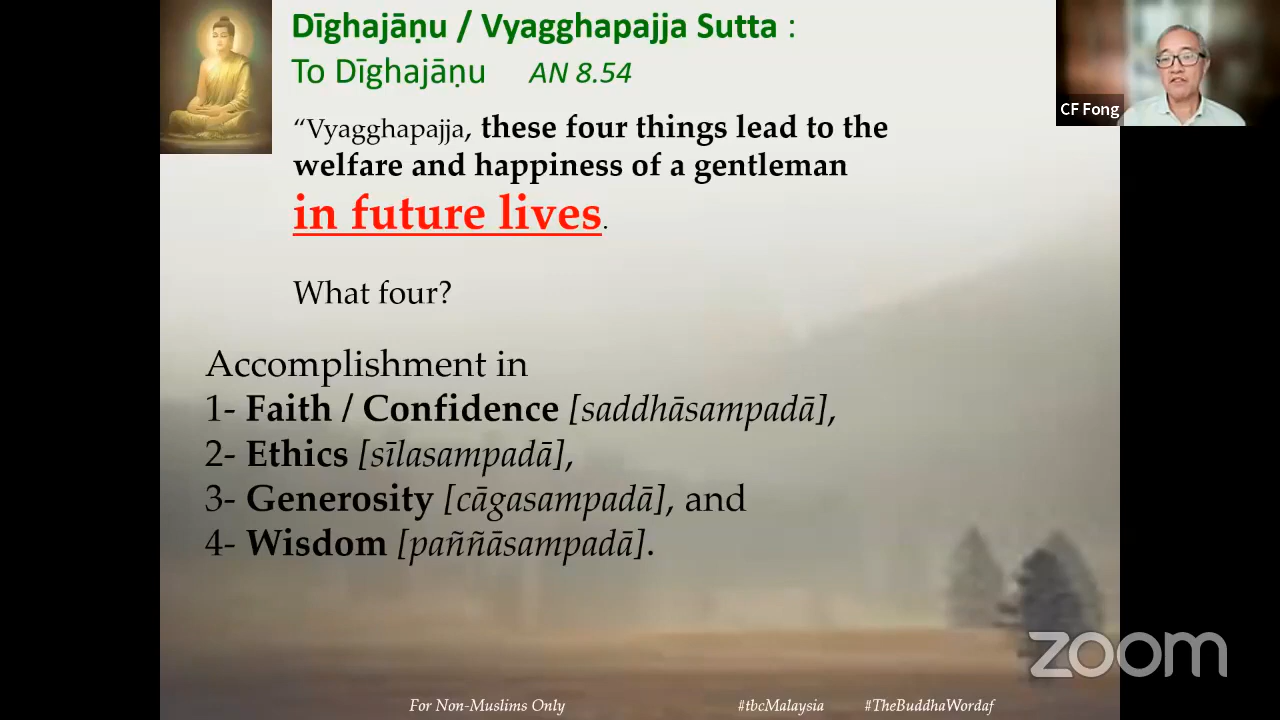 Dīghajāṇu / Vyagghapajja Sutta :
To Dīghajāṇu AN 8.54
“Vyagghapajja, these four things lead to the
welfare and happiness of a gentleman
in future lives.
What four?
Accomplishment in
1- Faith / Confidence [saddhāsampadā],
2- Ethics [sīlasampadā],
3- Generosity [cāgasampadā], and
4- Wisdom [paññāsampadā].
CF Fong
zoom
For Non-Muslims Only #tbcMalaysia #TheBuddhaWordaf